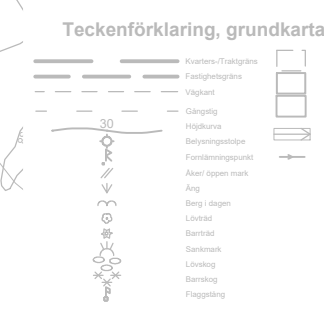 Teckenförklaring, grundkarta
Kvarters-/Traktgräns
Fastighetsgräns
Vägkant
Gångstig
30
Höjdkurva
Belysningsstolpe
Fornlämningspunkt
Åker/ öppen mark
Äng
Berg i dagen
Lövträd
Barrträd
Sankmark
Lövskog
Barrskog
Flaggstång